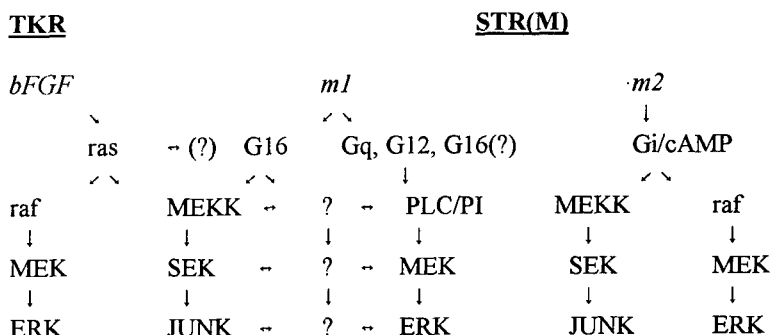 TKR STR(M)
bFGF m1 ·m2
↘ ↙ ↘ ↓
ras ↔ (?) G16 Gq, G12, G16(?) Gi/cAMP
↙ ↘ ↙ ↘ ↓ ↙ ↘
raf MEKK ↔ ? ↔ PLC/PI MEKK raf
↓ ↓ ↓ ↓ ↓ ↓
MEK SEK ↔ ? ↔ MEK SEK MEK
↓ ↓ ↓ ↓ ↓ ↓
ERK JUNK ↔ ? ↔ ERK JUNK ERK